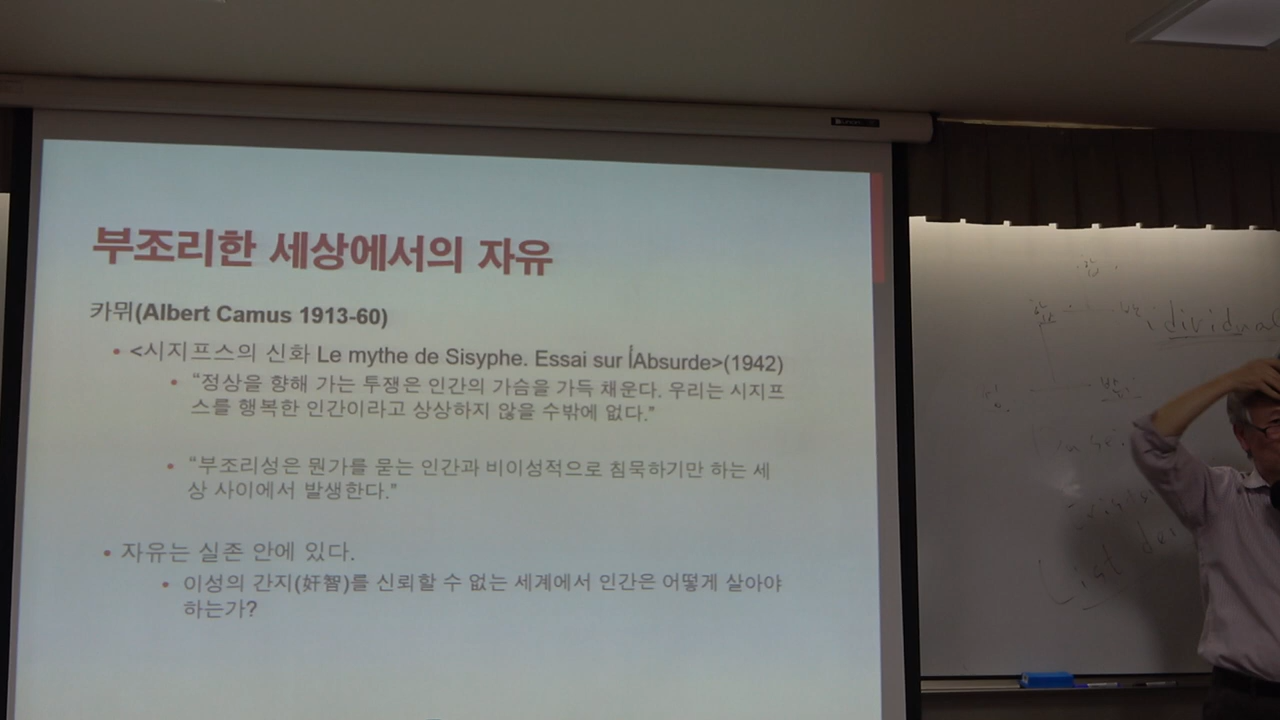 부조리한 세상에서의 자유
카뮈(Albert Camus 1913-60)
• <시지프스의 신화 Le mythe de Sisyphe. Essai sur ĺAbsurde>(1942)
• “정상을 향해 가는 투쟁은 인간의 가슴을 가득 채운다. 우리는 시지프
스를 행복한 인간이라고 상상하지 않을 수밖에 없다.”
• “부조리성은 뭔가를 묻는 인간과 비이성적으로 침묵하기만 하는 세
상 사이에서 발생한다.”
• 자유는 실존 안에 있다.
• 이성의 간지(奸智)를 신뢰할 수 없는 세계에서 인간은 어떻게 살아야
하는가?